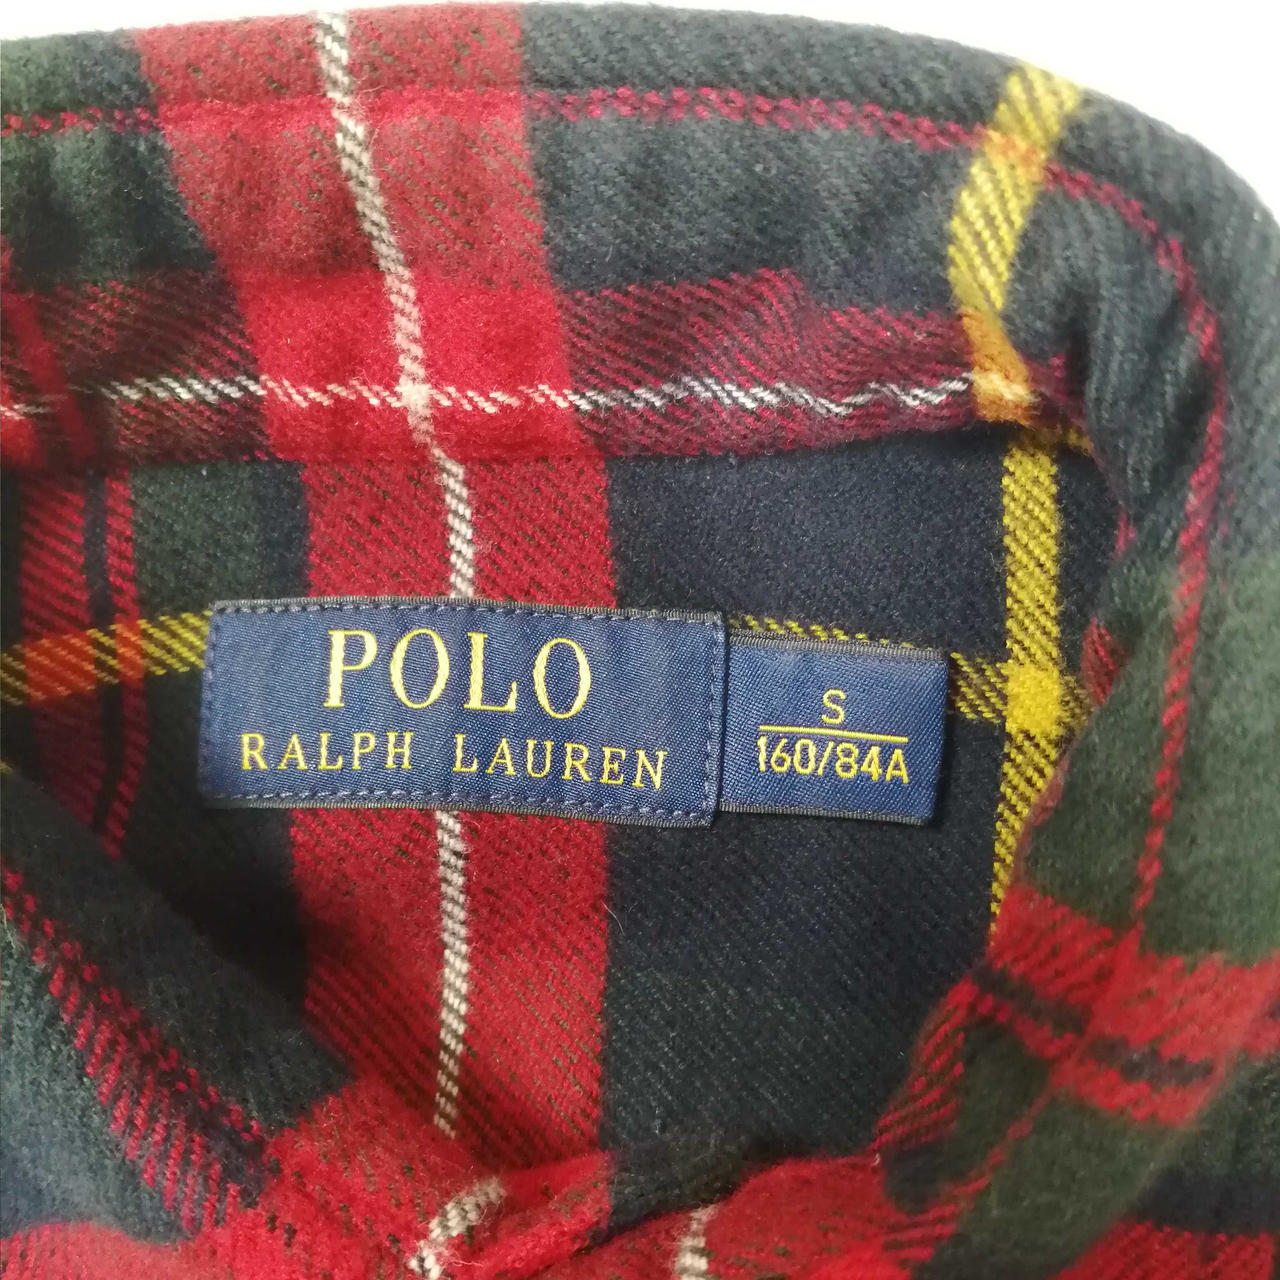 POLO
RALPH LAUREN
S
160/84A